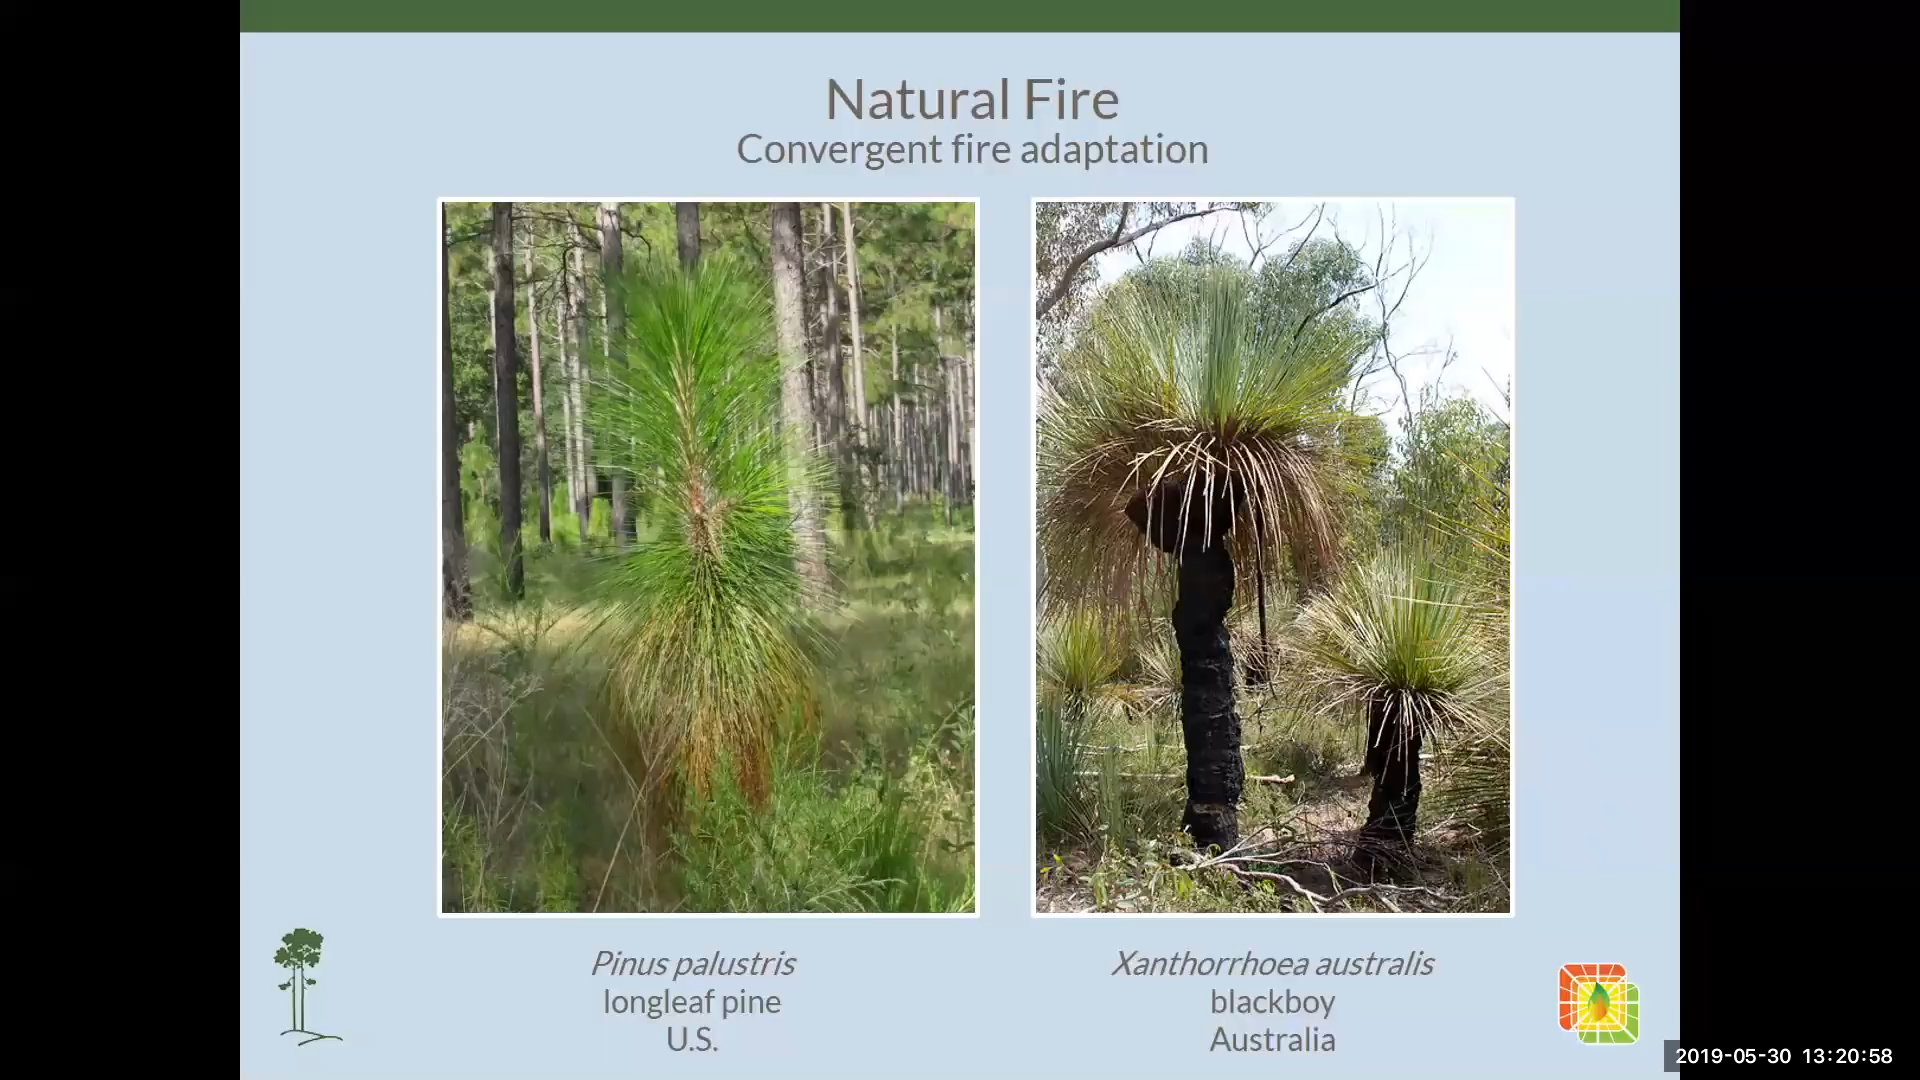 Natural Fire
Convergent fire adaptation
Pinus palustris
longleaf pine
U.S.
Xanthorrhoea australis
blackboy
Australia
2019-05-30 13:20:58